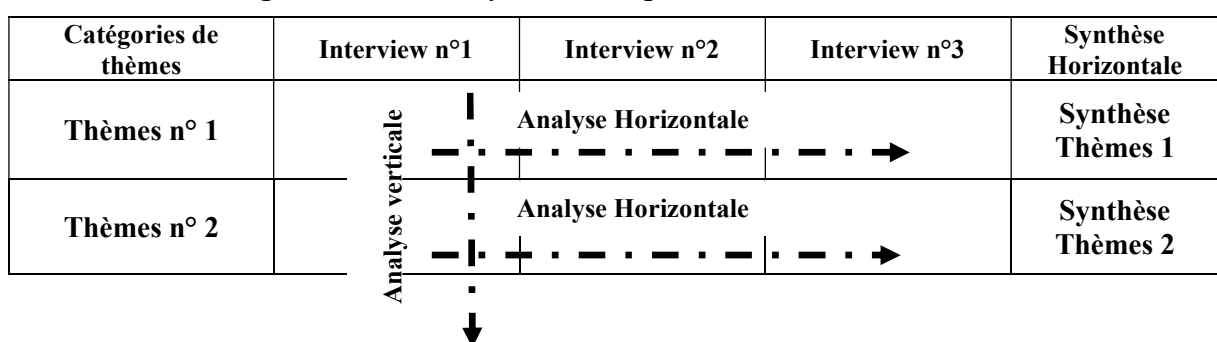 Catégories de
thèmes
Interview n°1
Interview n°2
Interview n°3
Synthèse
Horizontale
Thèmes n° 1
Analyse verticale
Analyse Horizontale
Synthèse
Thèmes 1
Thèmes n° 2
Analyse Horizontale
Synthèse
Thèmes 2